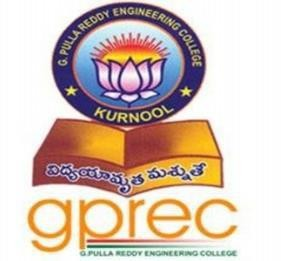 G. PULLA REDDY ENGINEERING COLLEGE
KURNOOL
విద్యయామృత మశ్నుతే
gprec
G.PULLA REDDY ENGINEERING COLLEGE